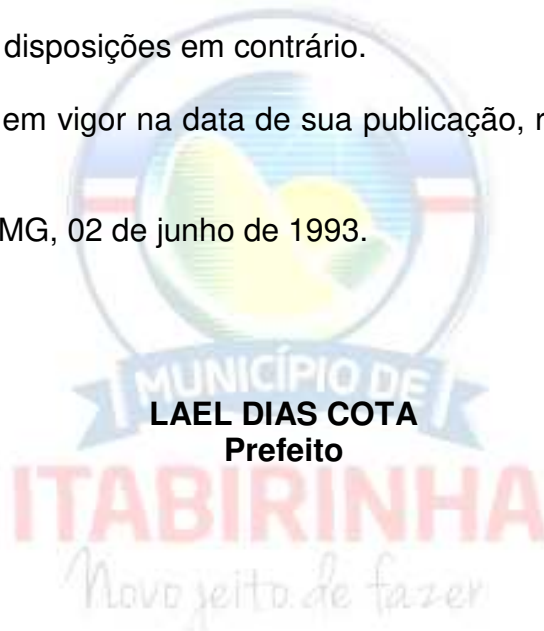 disposições em contrário.
em vigor na data de sua publicação,
MG, 02 de junho de 1993.
MUNICÍPIO DE
LAEL DIAS COTA
Prefeito
ITABIRINHA
Novo jeito de fazer